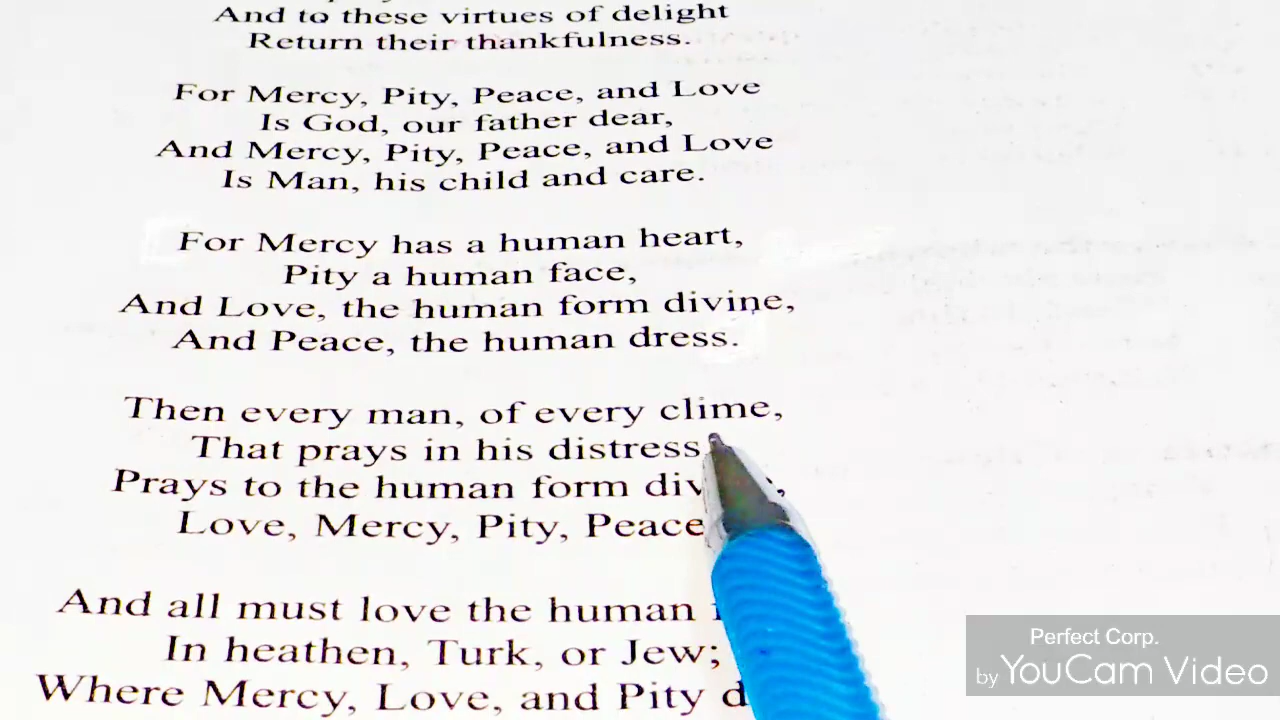 And to these virtues of delight
Return their thankfulness.
For Mercy, Pity, Peace, and Love
Is God, our father dear,
And Mercy, Pity, Peace, and Love
Is Man, his child and care.
For Mercy has a human heart,
Pity a human face,
And Love, the human form divine,
And Peace, the human dress.
Then every man, of every clime,
That prays in his distress
Prays to the human form
Love, Mercy, Pity, Peace
And all must love the human
In heathen, Turk, or Jew;
Where Mercy, Love, and Pity
Perfect Corp.
by YouCam Video